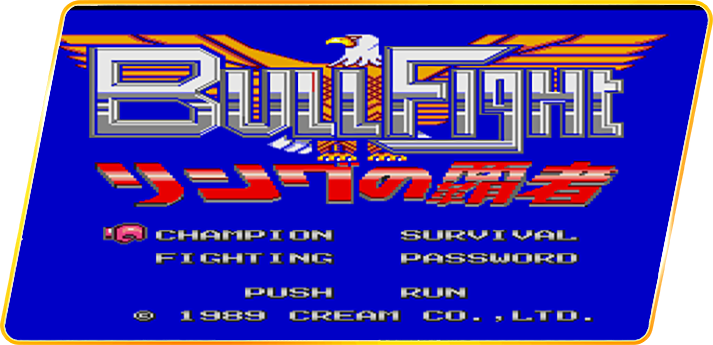 BULLFIGHT
リングの覇者
CHAMPION SURVIVAL
FIGHTING PASSWORD
PUSH RUN
© 1989 CREAM CO.,LTD.